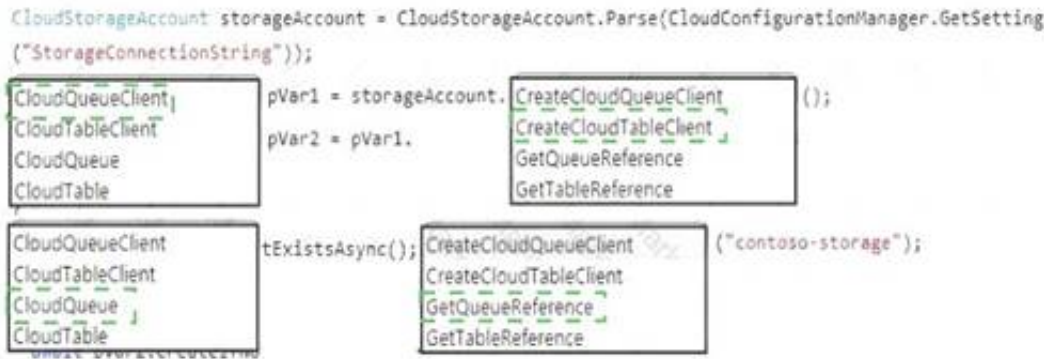 CloudStorageAccount storageAccount = CloudStorageAccount.Parse(CloudConfigurationManager.GetSetting
("StorageConnectionString"));
CloudQueueClient
CloudTableClient
CloudQueue
CloudTable
pVar1 = storageAccount.
pVar2 = pVar1.
CreateCloudQueueClient
CreateCloudTableClient
GetQueueReference
GetTableReference
();
CloudQueueClient
CloudTableClient
CloudQueue
CloudTable
tExistsAsync();
CreateCloudQueueClient
CreateCloudTableClient
GetQueueReference
GetTableReference
("contoso-storage");